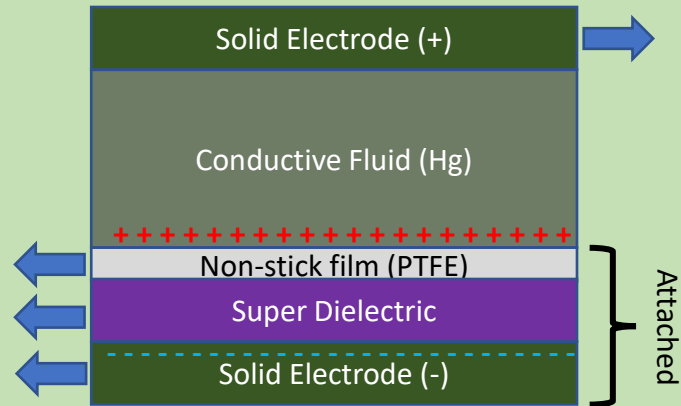 Solid Electrode (+)
Conductive Fluid (Hg)
+ + + + + + + + + + + + + + + + + + +
Non-stick film (PTFE)
Super Dielectric
Solid Electrode (-)
Attached